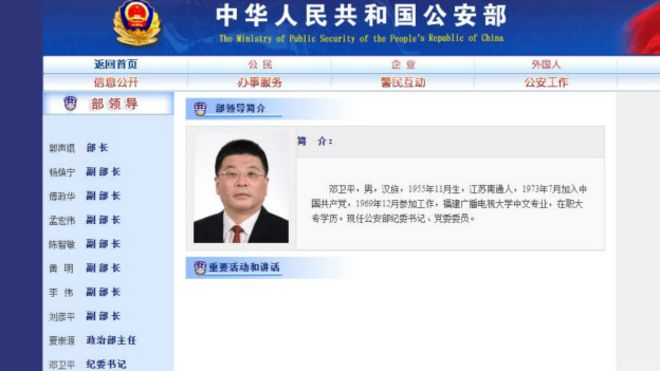 中华人民共和国公安部
The Ministry of Public Security of the People's Republic of China
返回首页 公 民 企 业 外国人
信息公开 办事服务 警民互动 公安工作
部 领 导
郭声琨 部 长
杨焕宁 副 部 长
傅政华 副 部 长
孟宏伟 副 部 长
陈智敏 副 部 长
黄 明 副 部 长
李 伟 副 部 长
刘彦平 副 部 长
夏崇源 政治部主任
邓卫平 纪委书记
部领导简介
简 介：
邓卫平，男，汉族，1955年11月生，江苏南通人，1973年7月加入中
国共产党，1969年12月参加工作，福建广播电视大学中文专业，在职大
专学历。现任公安部纪委书记、党委委员。
重要活动和讲话